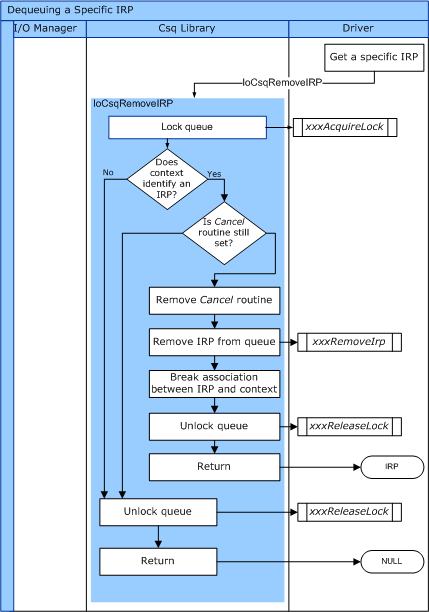 Dequeuing a Specific IRP
I/O Manager
Csq Library
Driver
Get a specific IRP
IoCsqRemoveIRP
IoCsqRemoveIRP
Lock queue
xxxAcquireLock
Does
context
identify an
IRP?
No
Yes
Is Cancel
routine still
set?
Remove Cancel routine
Remove IRP from queue
xxxRemoveIrp
Break association
between IRP and context
Unlock queue
xxxReleaseLock
Return
IRP
Unlock queue
xxxReleaseLock
Return
NULL